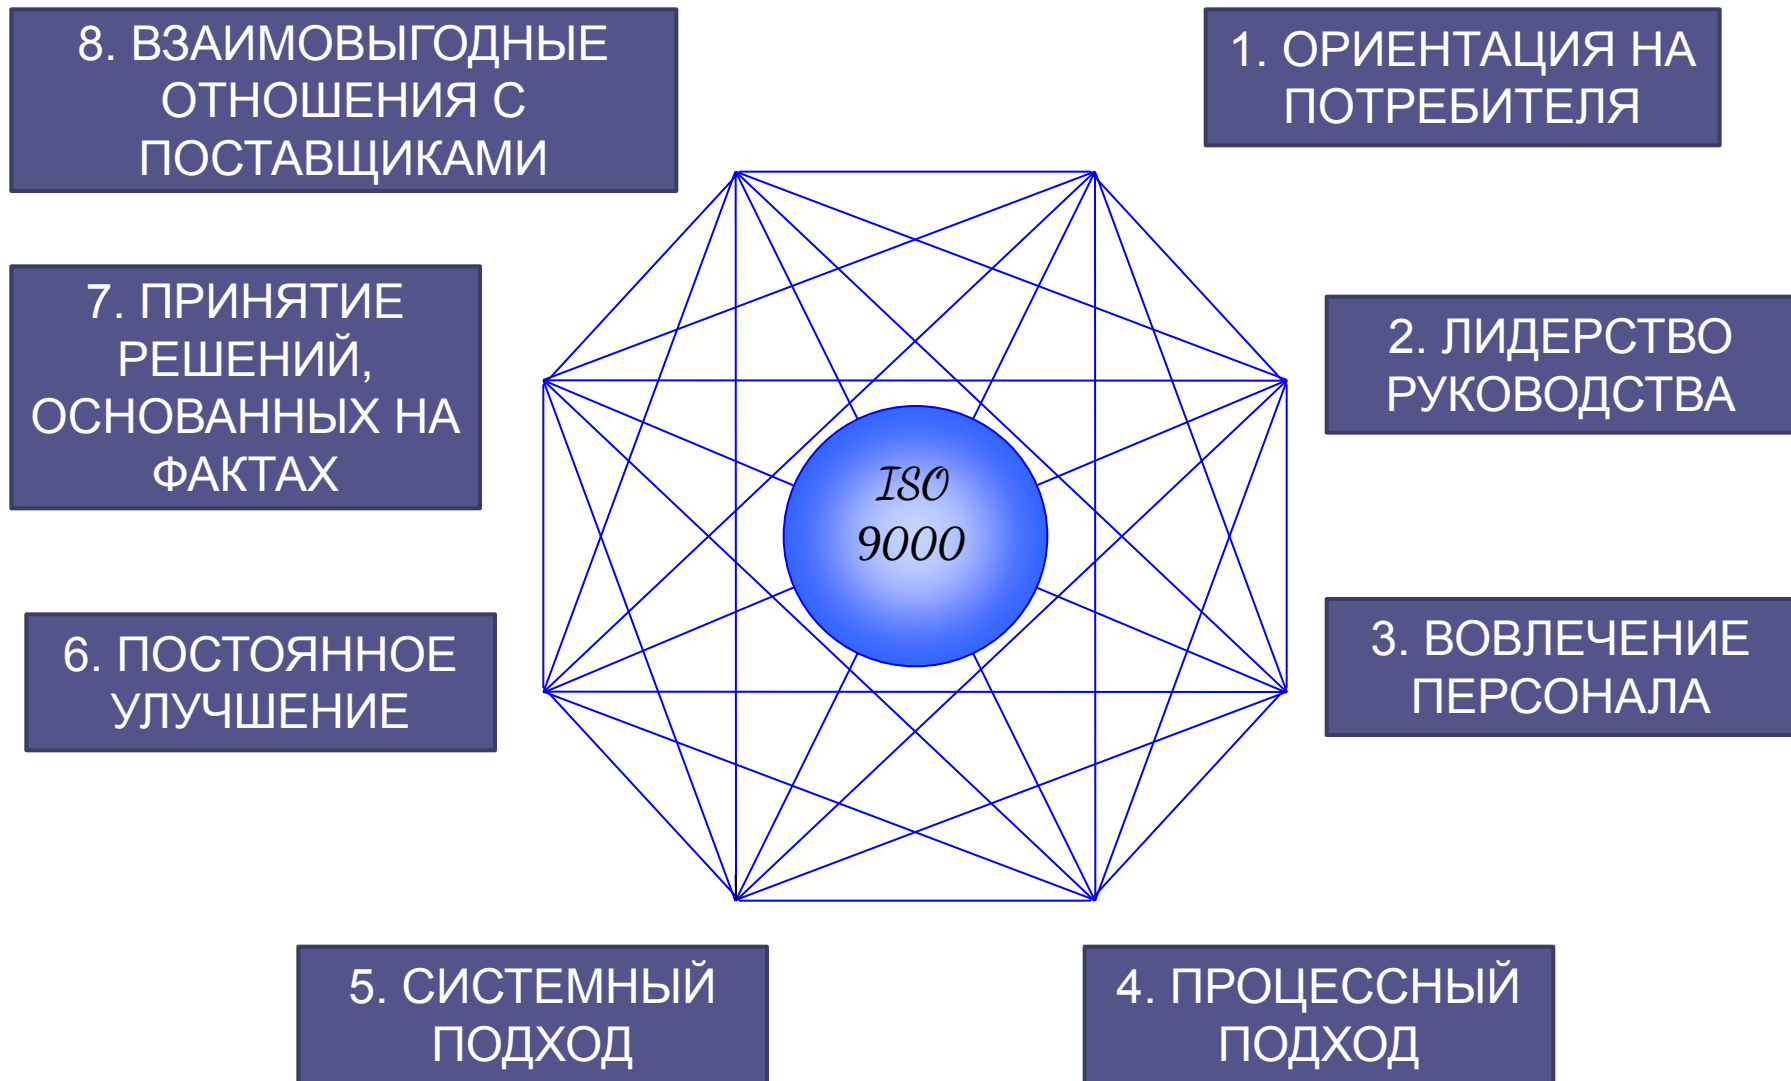 8. ВЗАИМОВЫГОДНЫЕ
ОТНОШЕНИЯ С
ПОСТАВЩИКАМИ
1. ОРИЕНТАЦИЯ НА
ПОТРЕБИТЕЛЯ
7. ПРИНЯТИЕ
РЕШЕНИЙ,
ОСНОВАННЫХ НА
ФАКТАХ
2. ЛИДЕРСТВО
РУКОВОДСТВА
ISO
9000
6. ПОСТОЯННОЕ
УЛУЧШЕНИЕ
3. ВОВЛЕЧЕНИЕ
ПЕРСОНАЛА
5. СИСТЕМНЫЙ
ПОДХОД
4. ПРОЦЕССНЫЙ
ПОДХОД